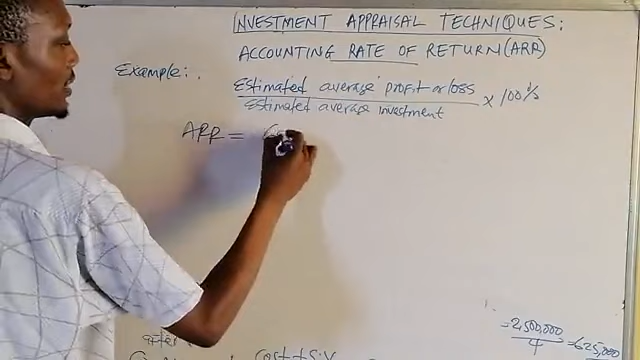 INVESTMENT APPRAISAL TECHNIQUES:
ACCOUNTING RATE OF RETURN (ARR)
Example:
Estimated average profit or loss
Estimated average investment
× 100%
ARR =
= 2,500,000
4
= 625,000
after
Cost + S.V